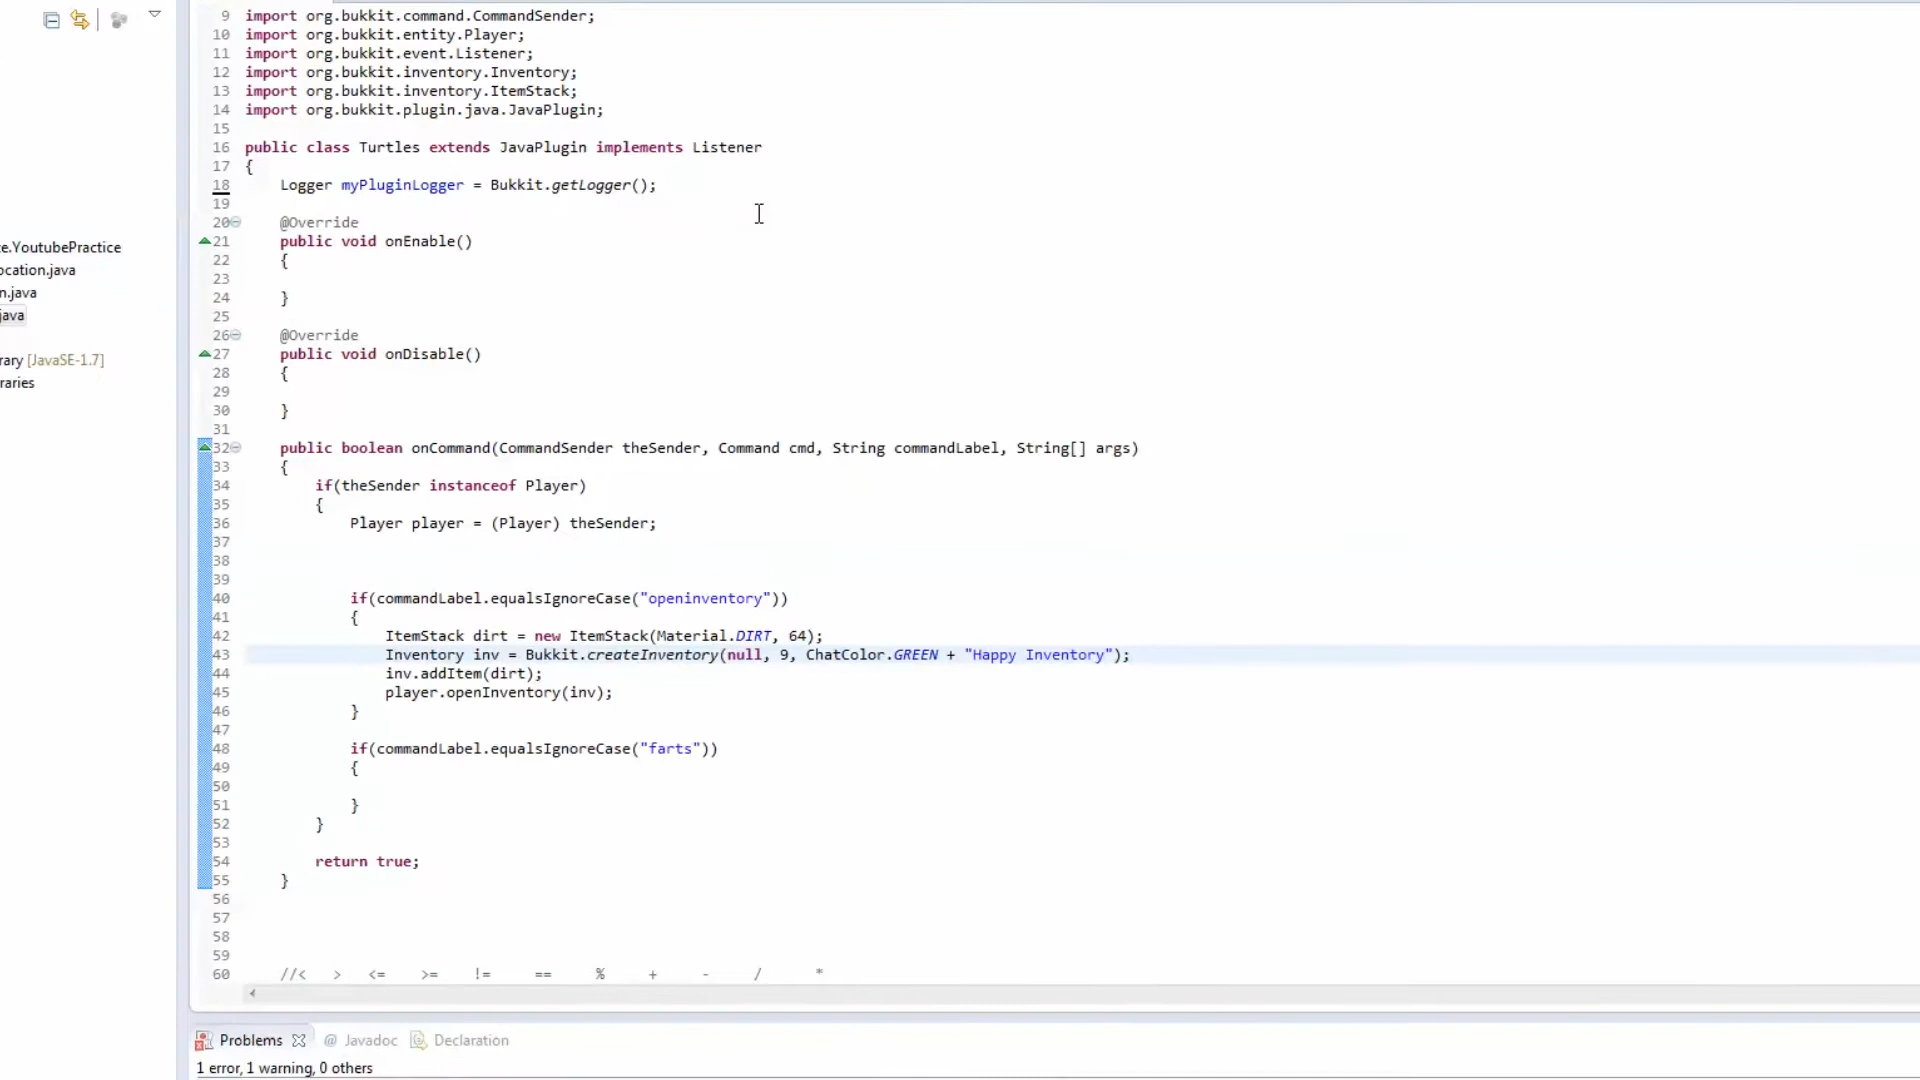 9 import org.bukkit.command.CommandSender;
10 import org.bukkit.entity.Player;
11 import org.bukkit.event.Listener;
12 import org.bukkit.inventory.Inventory;
13 import org.bukkit.inventory.ItemStack;
14 import org.bukkit.plugin.java.JavaPlugin;
15
16 public class Turtles extends JavaPlugin implements Listener
17 {
18 Logger myPluginLogger = Bukkit.getLogger();
19
20 @Override
21 public void onEnable()
22 {
23
24 }
25
26 @Override
27 public void onDisable()
28 {
29
30 }
31
32 public boolean onCommand(CommandSender theSender, Command cmd, String commandLabel, String[] args)
33 {
34 if(theSender instanceof Player)
35 {
36 Player player = (Player) theSender;
37
38
39
40 if(commandLabel.equalsIgnoreCase("openinventory"))
41 {
42 ItemStack dirt = new ItemStack(Material.DIRT, 64);
43 Inventory inv = Bukkit.createInventory(null, 9, ChatColor.GREEN + "Happy Inventory");
44 inv.addItem(dirt);
45 player.openInventory(inv);
46 }
47
48 if(commandLabel.equalsIgnoreCase("farts"))
49 {
50
51 }
52 }
53
54 return true;
55 }
56
57
58
59
60 //< > <= >= != == % + - / *
e.YoutubePractice
ocation.java
n.java
java
rary [JavaSE-1.7]
raries
Problems @ Javadoc Declaration
1 error, 1 warning, 0 others